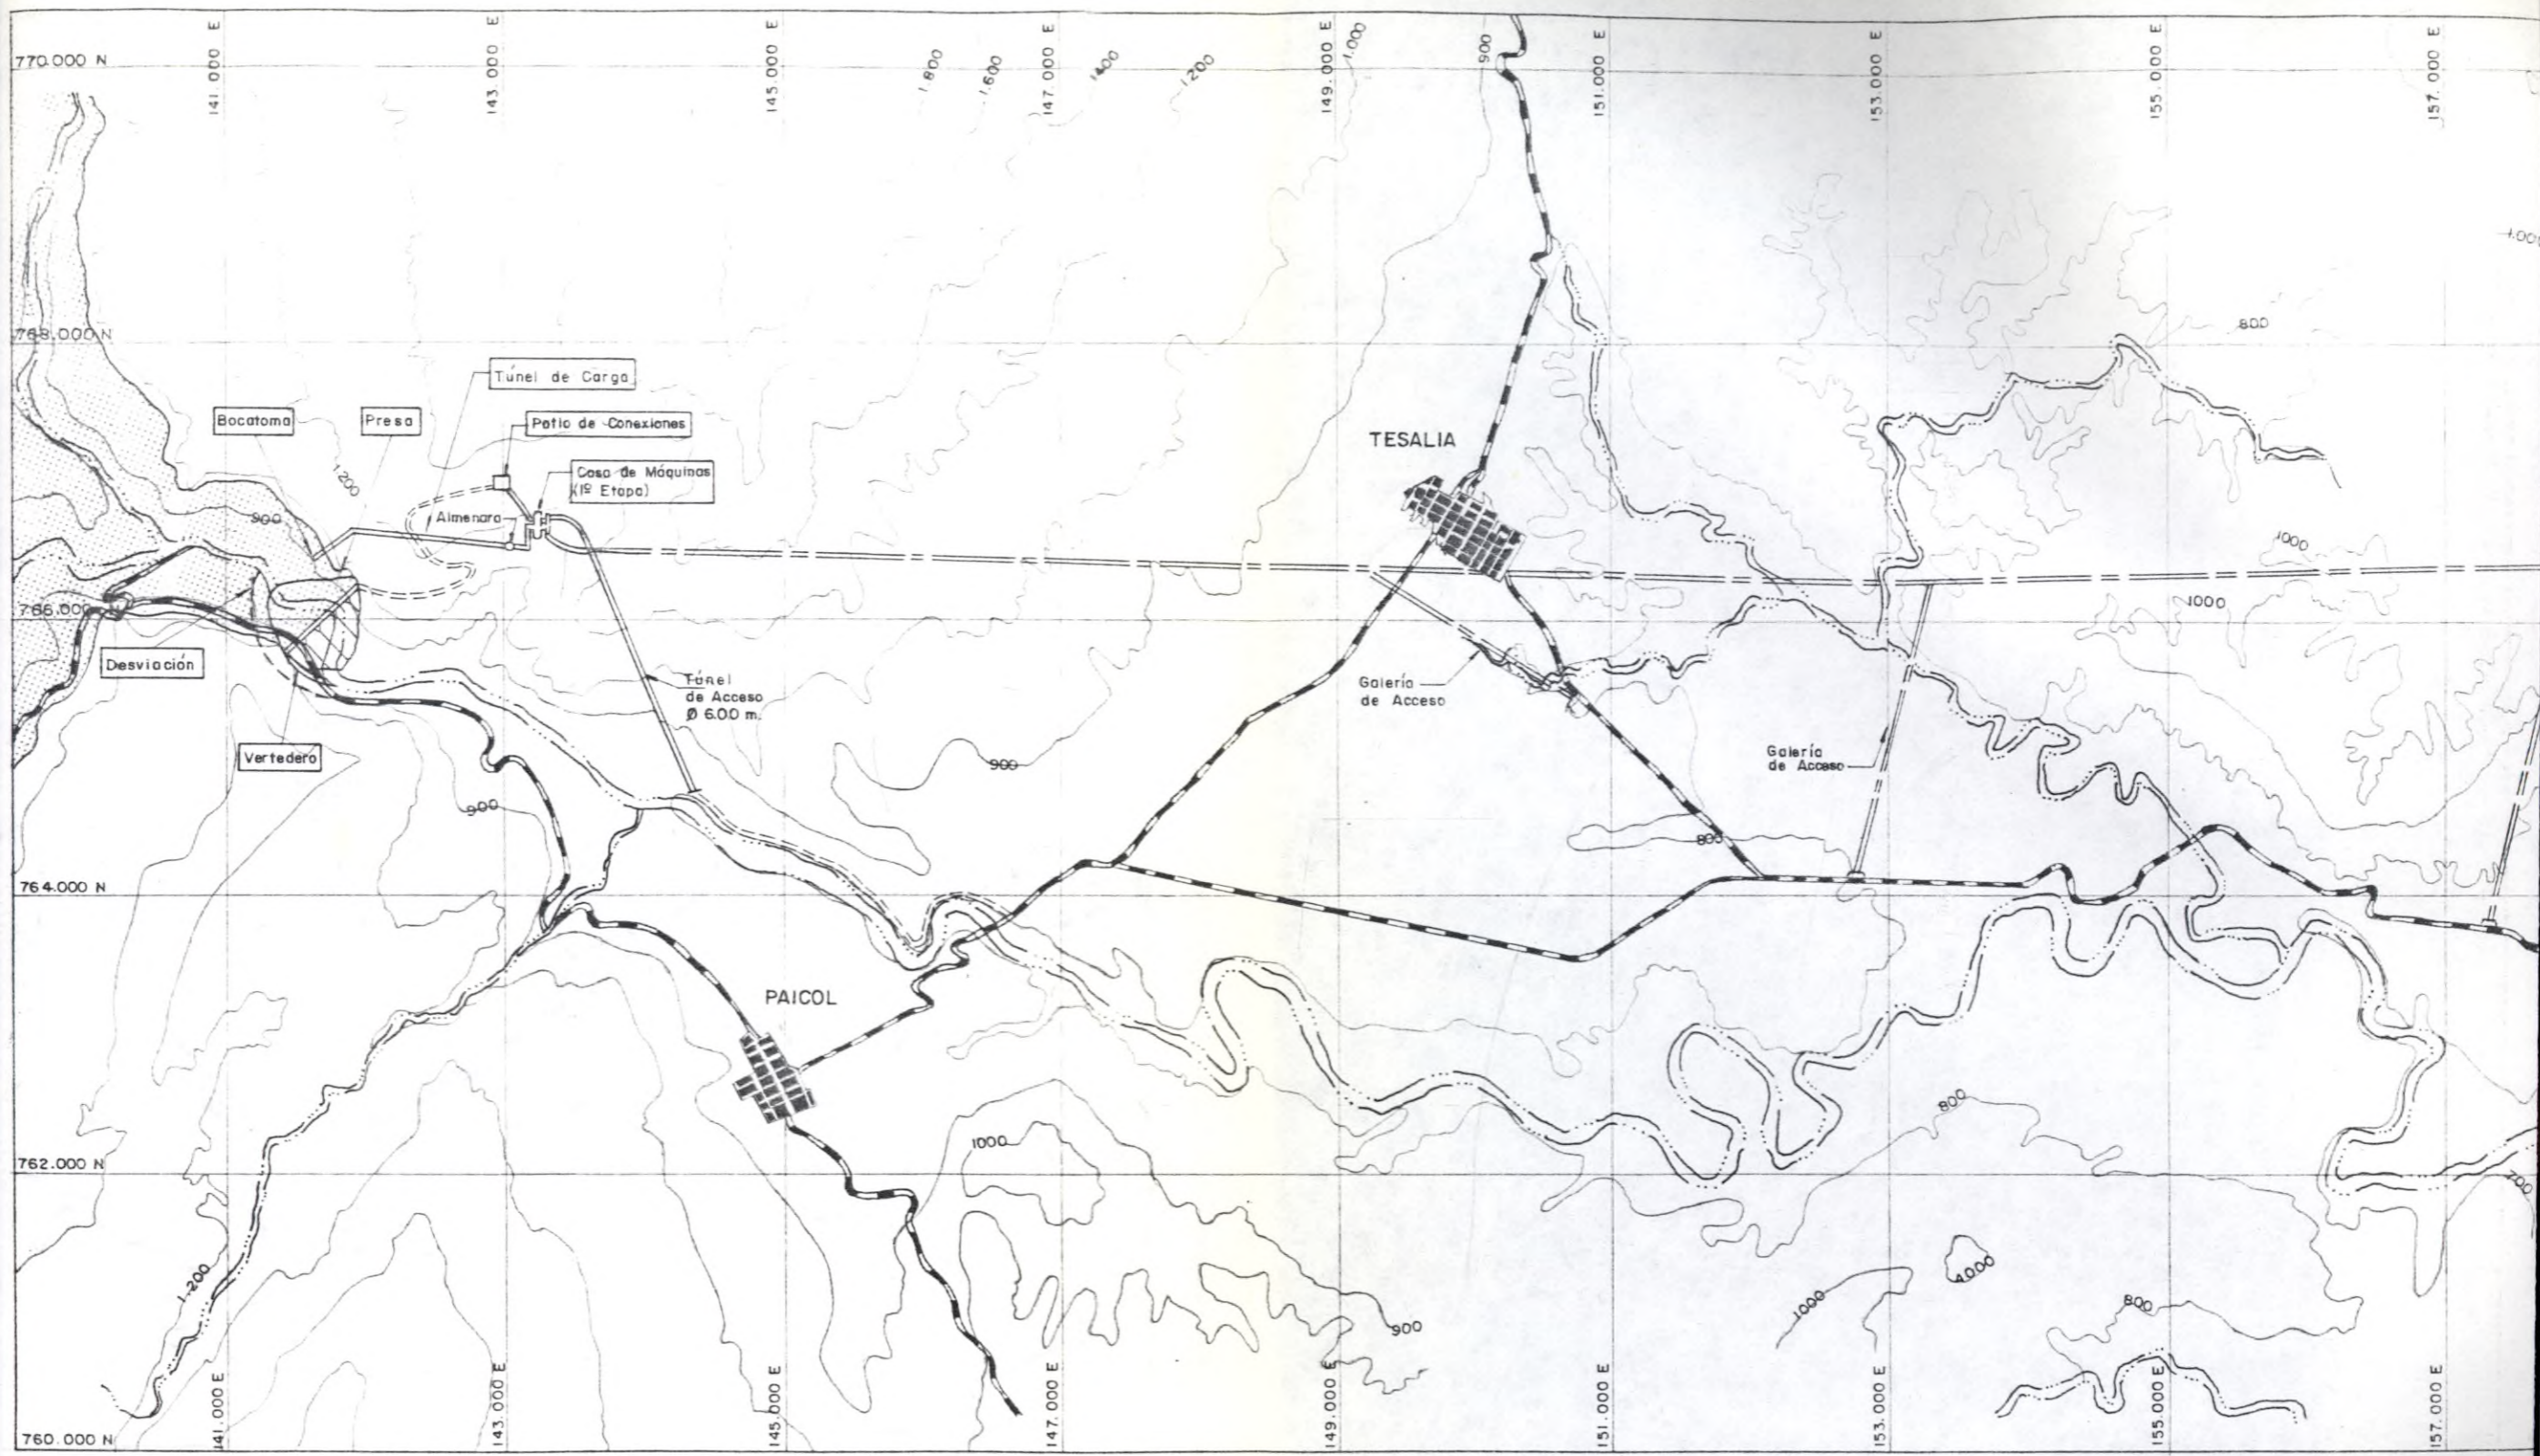 141.000 E
143.000 E
145.000 E
1.800
1.600
147.000 E
1400
1200
149.000 E
1.000
900
151.000 E
153.000 E
155.000 E
157.000 E
770.000 N
1.000
768.000 N
800
Túnel de Carga
Bocatoma
Presa
Patio de Conexiones
TESALIA
1.200
Casa de Máquinas
(1º Etapa)
900
Almenara
1000
766.000
1000
Desviación
Túnel
de Acceso
Ø 6.00 m.
Galería
de Acceso
Vertedero
900
Galería
de Acceso
900
800
764.000 N
PAICOL
800
1000
762.000 N
700
1.200
1000
1000
800
900
141.000 E
143.000 E
145.000 E
147.000 E
149.000 E
151.000 E
153.000 E
155.000 E
157.000 E
760.000 N